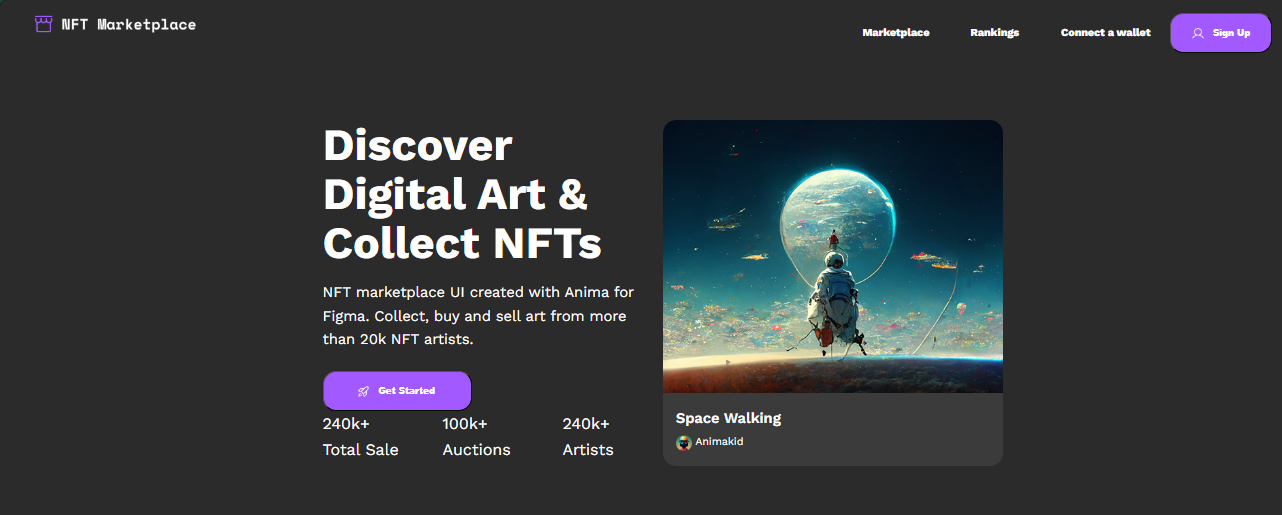 NFT Marketplace
Marketplace
Rankings
Connect a wallet
Sign Up
Discover
Digital Art &
Collect NFTs
NFT marketplace UI created with Anima for
Figma. Collect, buy and sell art from more
than 20k NFT artists.
Get Started
240k+
Total Sale
100k+
Auctions
240k+
Artists
Space Walking
Animakid